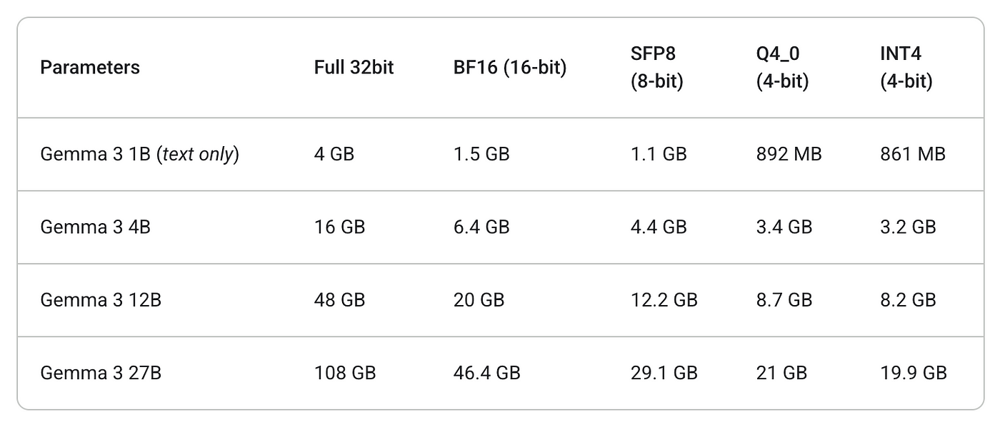 Parameters Full 32bit BF16 (16-bit) SFP8 (8-bit) Q4_0 (4-bit) INT4 (4-bit)
Gemma 3 1B (text only) 4 GB 1.5 GB 1.1 GB 892 MB 861 MB
Gemma 3 4B 16 GB 6.4 GB 4.4 GB 3.4 GB 3.2 GB
Gemma 3 12B 48 GB 20 GB 12.2 GB 8.7 GB 8.2 GB
Gemma 3 27B 108 GB 46.4 GB 29.1 GB 21 GB 19.9 GB